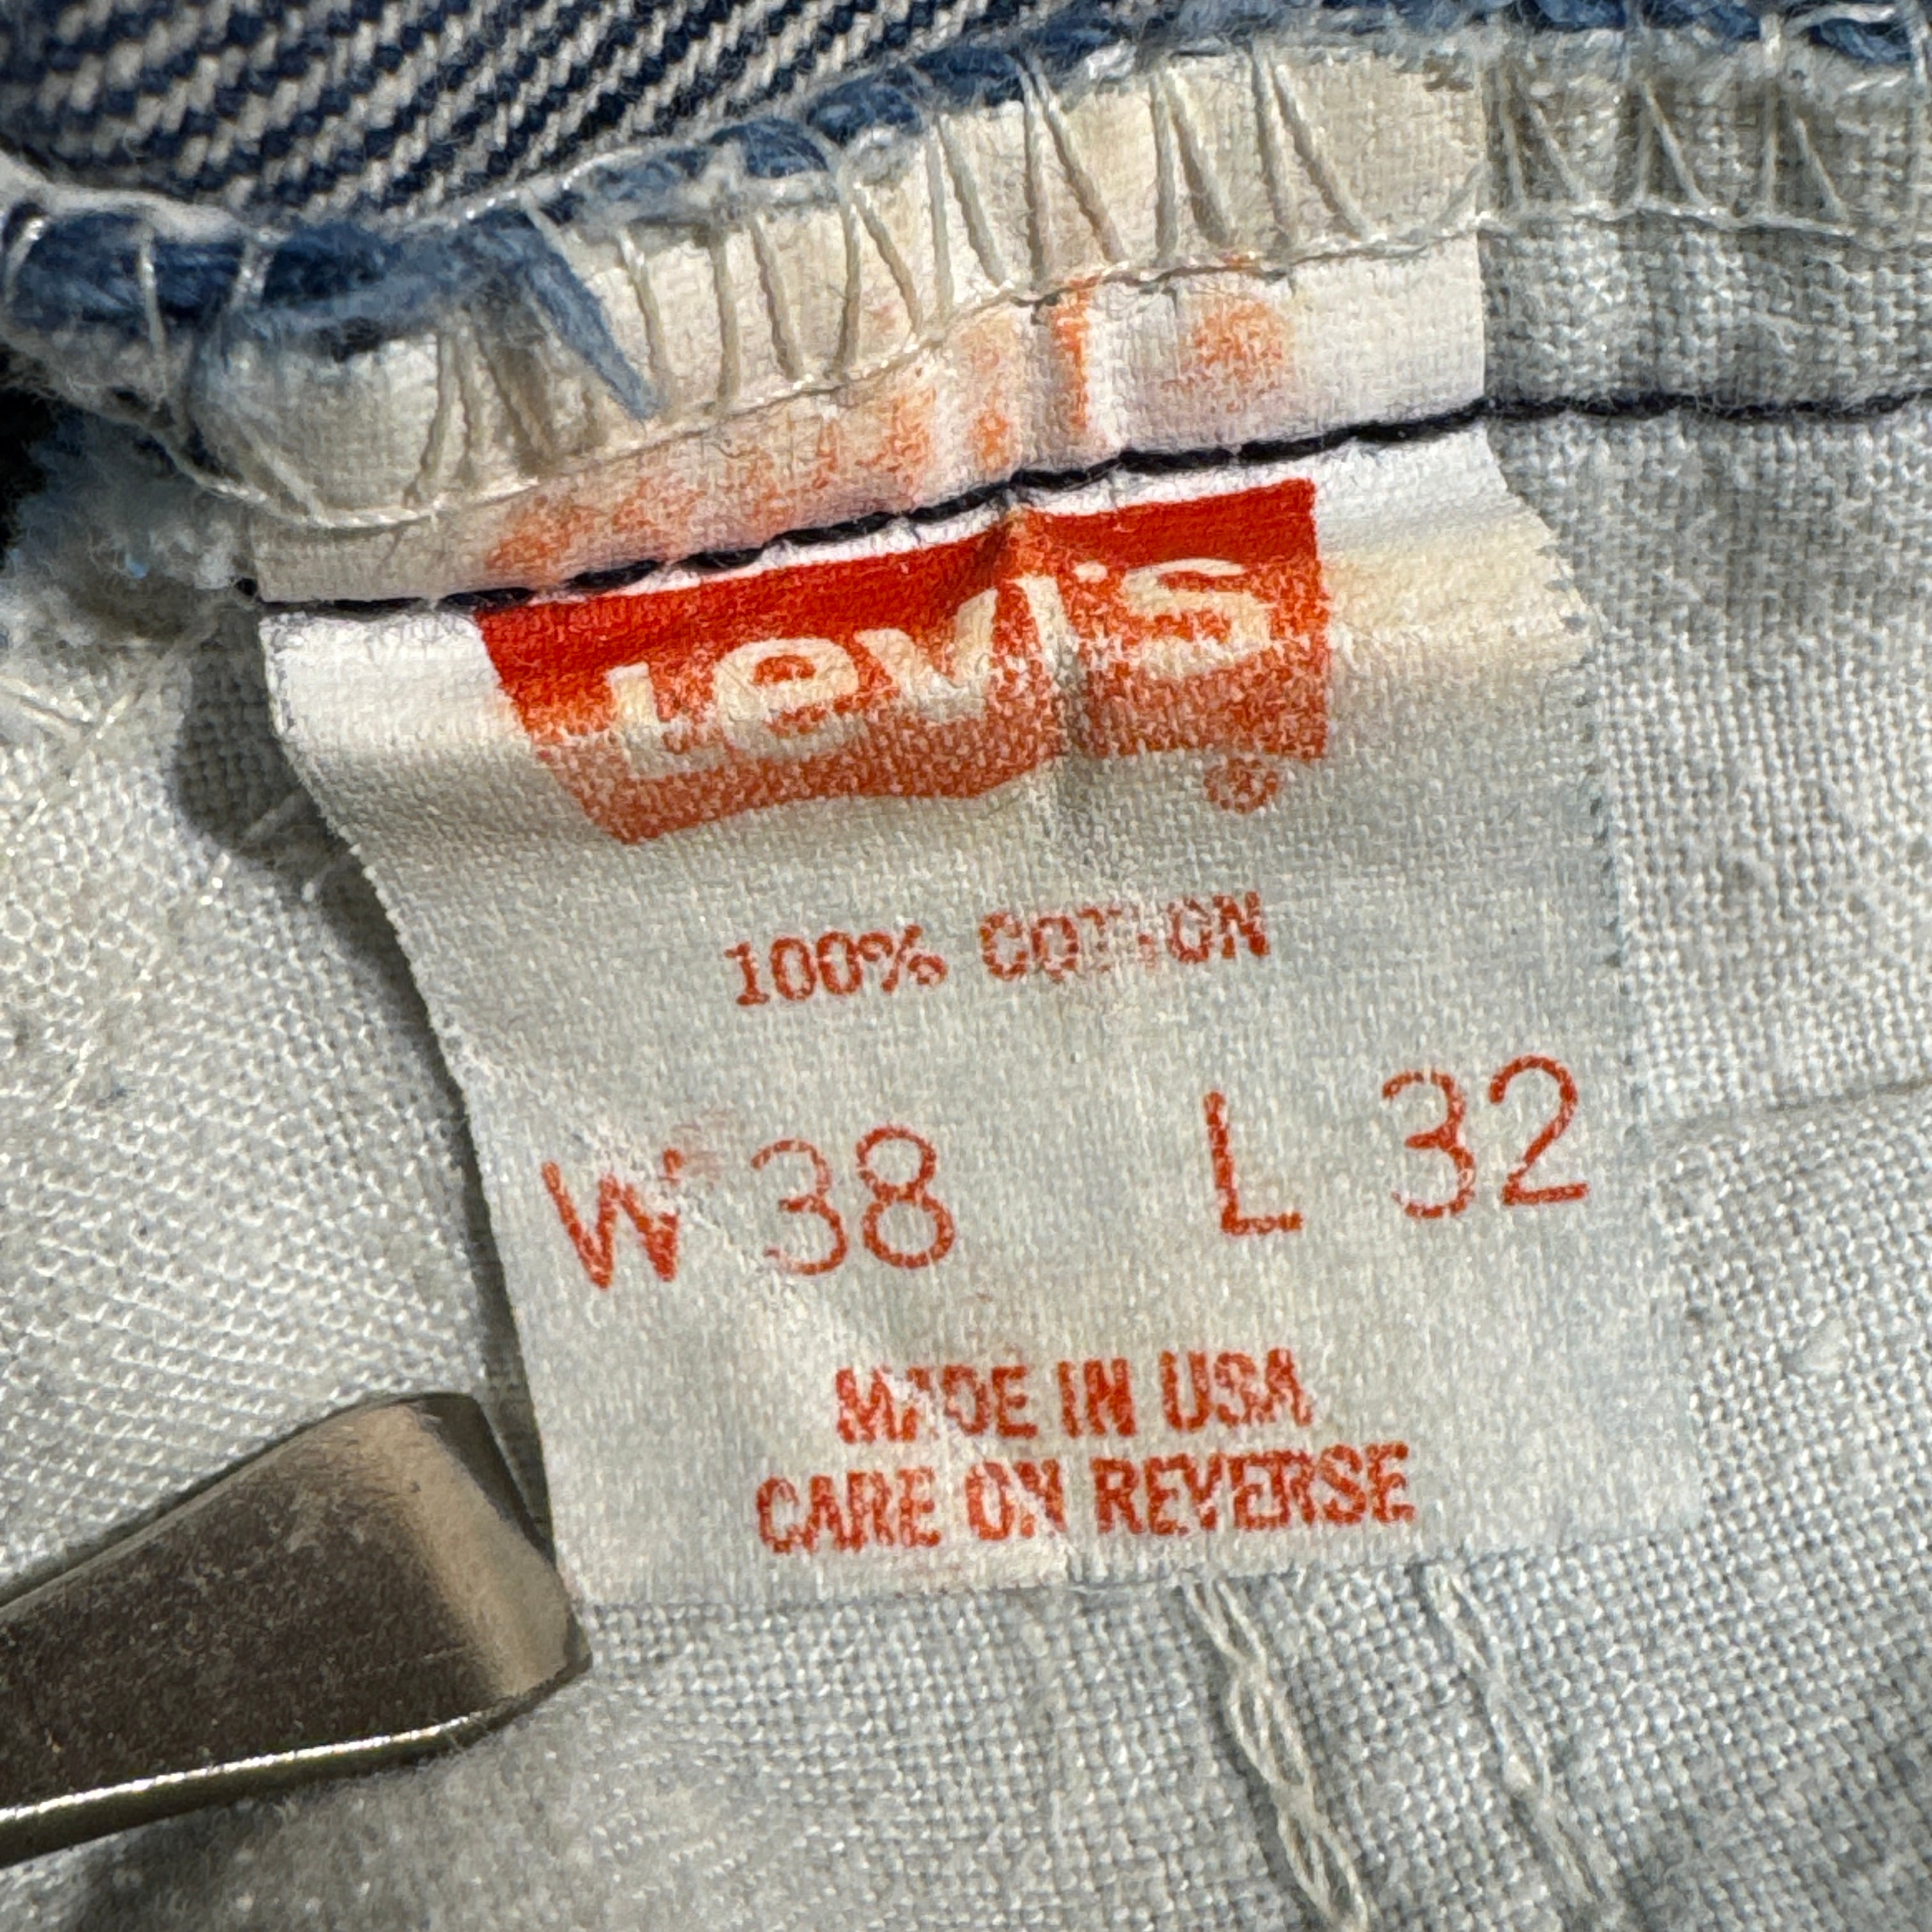 Levi's
®
100% COTTON
W 38 L 32
MADE IN USA
CARE ON REVERSE